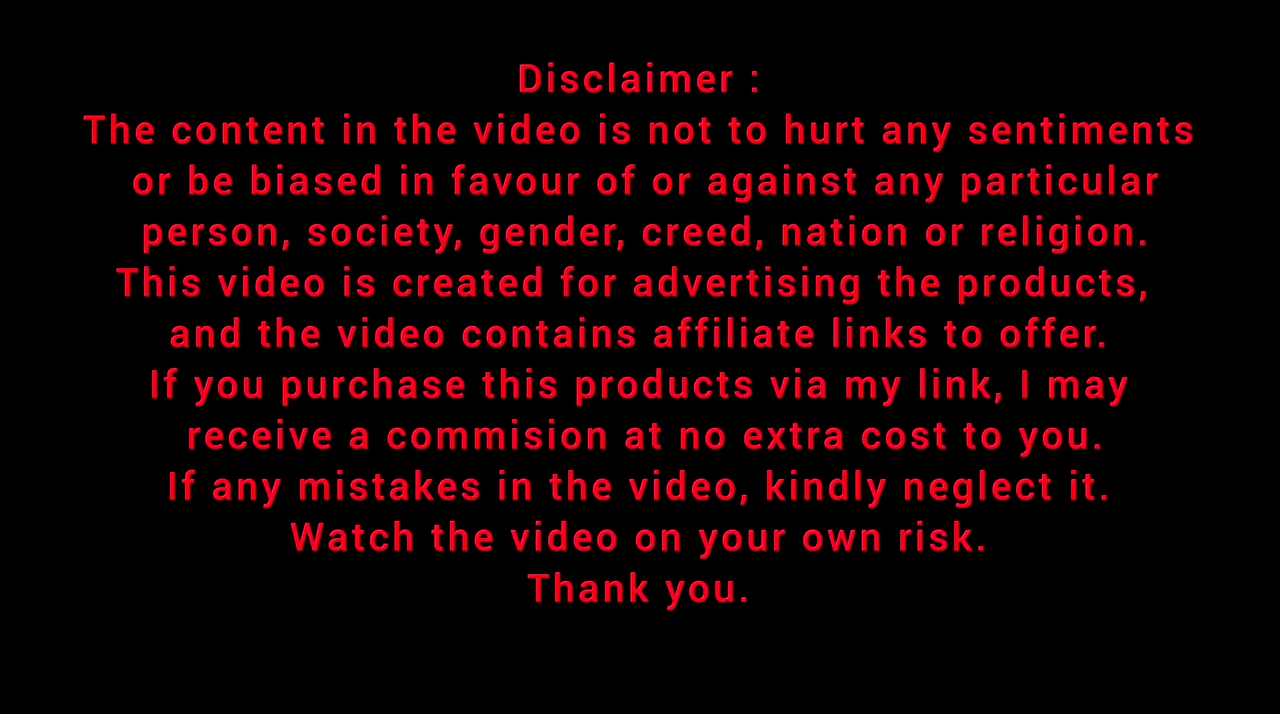 Disclaimer :
The content in the video is not to hurt any sentiments
or be biased in favour of or against any particular
person, society, gender, creed, nation or religion.
This video is created for advertising the products,
and the video contains affiliate links to offer.
If you purchase this products via my link, I may
receive a commision at no extra cost to you.
If any mistakes in the video, kindly neglect it.
Watch the video on your own risk.
Thank you.